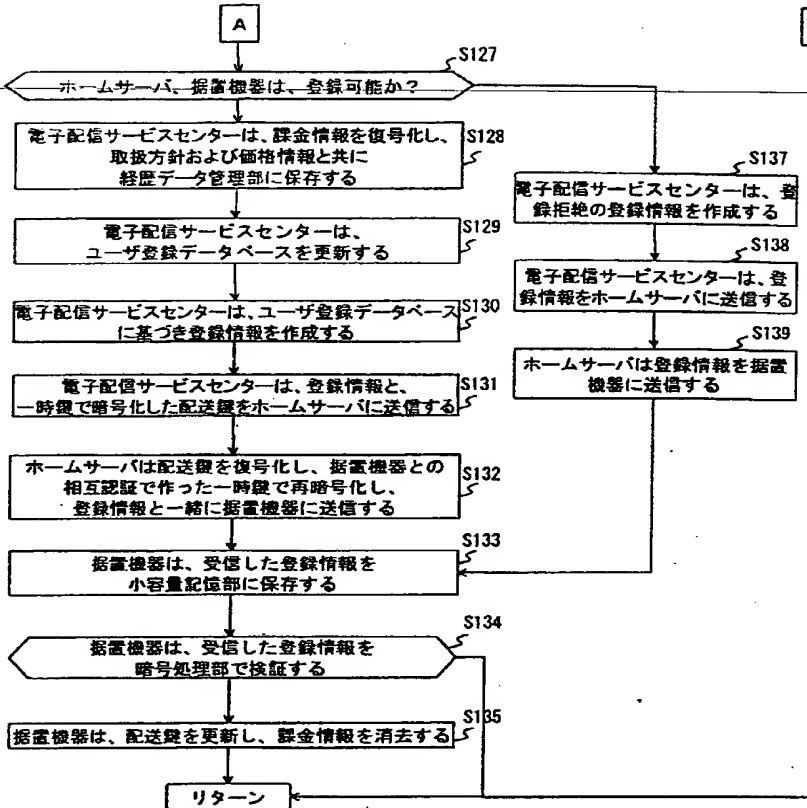 A
S127
ホームサーバ、据置機器は、登録可能か？
電子配信サービスセンターは、課金情報を復号化し、
取扱方針および価格情報と共に
経歴データ管理部に保存する
S128
電子配信サービスセンターは、
ユーザ登録データベースを更新する
S129
電子配信サービスセンターは、ユーザ登録データベース
に基づき登録情報を作成する
S130
電子配信サービスセンターは、登録情報と、
一時鍵で暗号化した配送鍵をホームサーバに送信する
S131
ホームサーバは配送鍵を復号化し、据置機器との
相互認証で作った一時鍵で再暗号化し、
登録情報と一緒に据置機器に送信する
S132
据置機器は、受信した登録情報を
小容量記憶部に保存する
S133
据置機器は、受信した登録情報を
暗号処理部で検証する
S134
据置機器は、配送鍵を更新し、課金情報を消去する
S135
リターン
S137
電子配信サービスセンターは、登
録拒絶の登録情報を作成する
S138
電子配信サービスセンターは、登
録情報をホームサーバに送信する
S139
ホームサーバは登録情報を据置
機器に送信する